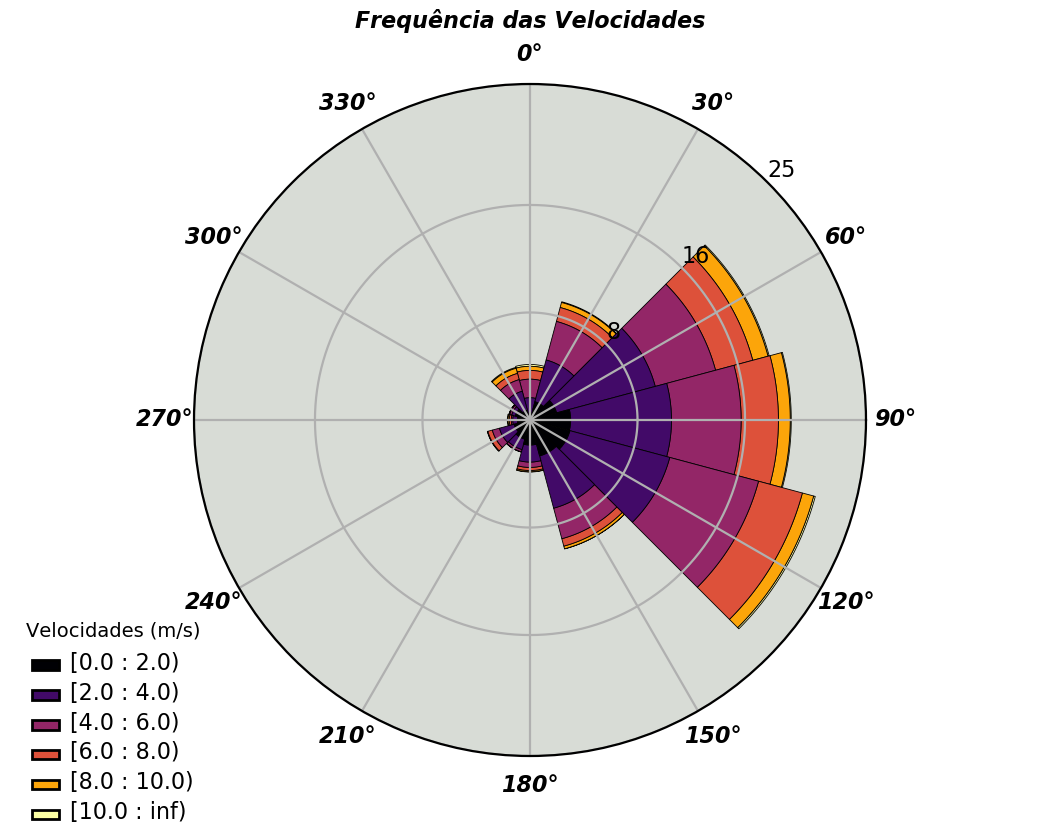 Frequência das Velocidades
0°
330°
30°
25
300°
60°
16
8
270°
90°
240°
120°
210°
150°
180°
Velocidades (m/s)
[0.0 : 2.0)
[2.0 : 4.0)
[4.0 : 6.0)
[6.0 : 8.0)
[8.0 : 10.0)
[10.0 : inf)